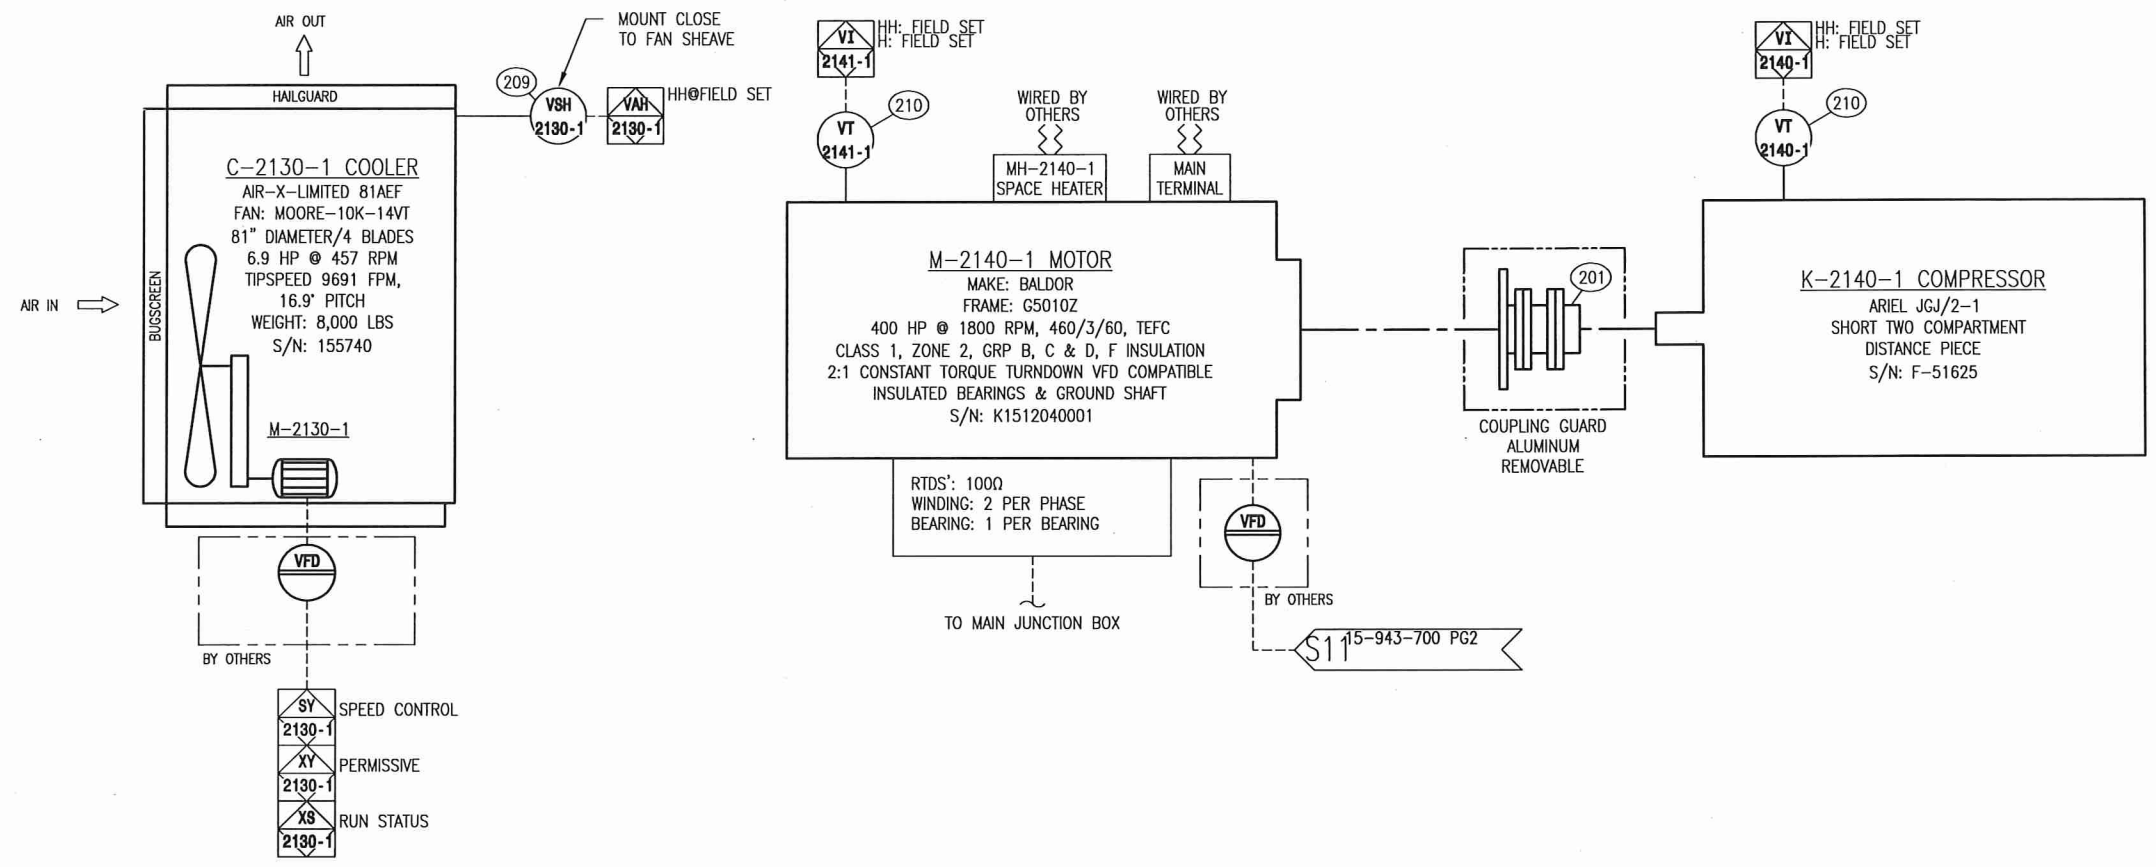 AIR OUT
HAILGUARD
AIR IN
BUGSCREEN
C-2130-1 COOLER
AIR-X-LIMITED 81AEF
FAN: MOORE-10K-14VT
81" DIAMETER/4 BLADES
6.9 HP @ 457 RPM
TIPSPEED 9691 FPM,
16.9° PITCH
WEIGHT: 8,000 LBS
S/N: 155740
M-2130-1
VFD
BY OTHERS
SY
2130-1
SPEED CONTROL
XY
2130-1
PERMISSIVE
XS
2130-1
RUN STATUS
MOUNT CLOSE
TO FAN SHEAVE
209
VSH
2130-1
VAH
2130-1
HH@FIELD SET
VI
2141-1
HH: FIELD SET
H: FIELD SET
VT
2141-1
210
WIRED BY
OTHERS
MH-2140-1
SPACE HEATER
WIRED BY
OTHERS
MAIN
TERMINAL
M-2140-1 MOTOR
MAKE: BALDOR
FRAME: G5010Z
400 HP @ 1800 RPM, 460/3/60, TEFC
CLASS 1, ZONE 2, GRP B, C & D, F INSULATION
2:1 CONSTANT TORQUE TURNDOWN VFD COMPATIBLE
INSULATED BEARINGS & GROUND SHAFT
S/N: K1512040001
RTDS': 100Ω
WINDING: 2 PER PHASE
BEARING: 1 PER BEARING
TO MAIN JUNCTION BOX
VFD
BY OTHERS
S11
15-943-700 PG2
201
COUPLING GUARD
ALUMINUM
REMOVABLE
VI
2140-1
HH: FIELD SET
H: FIELD SET
VT
2140-1
210
K-2140-1 COMPRESSOR
ARIEL JGJ/2-1
SHORT TWO COMPARTMENT
DISTANCE PIECE
S/N: F-51625